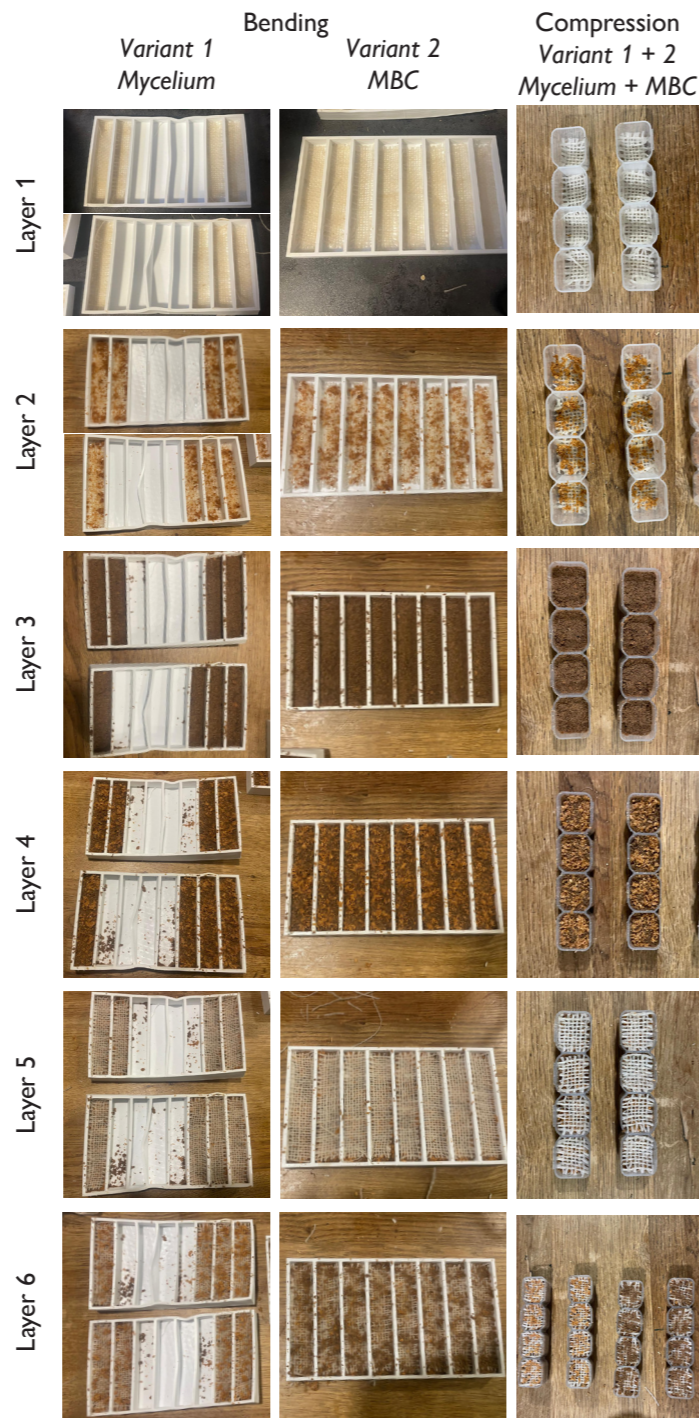 Bending
Compression
Variant 1
Mycelium
Variant 2
MBC
Variant 1 + 2
Mycelium + MBC
Layer 1
Layer 2
Layer 3
Layer 4
Layer 5
Layer 6